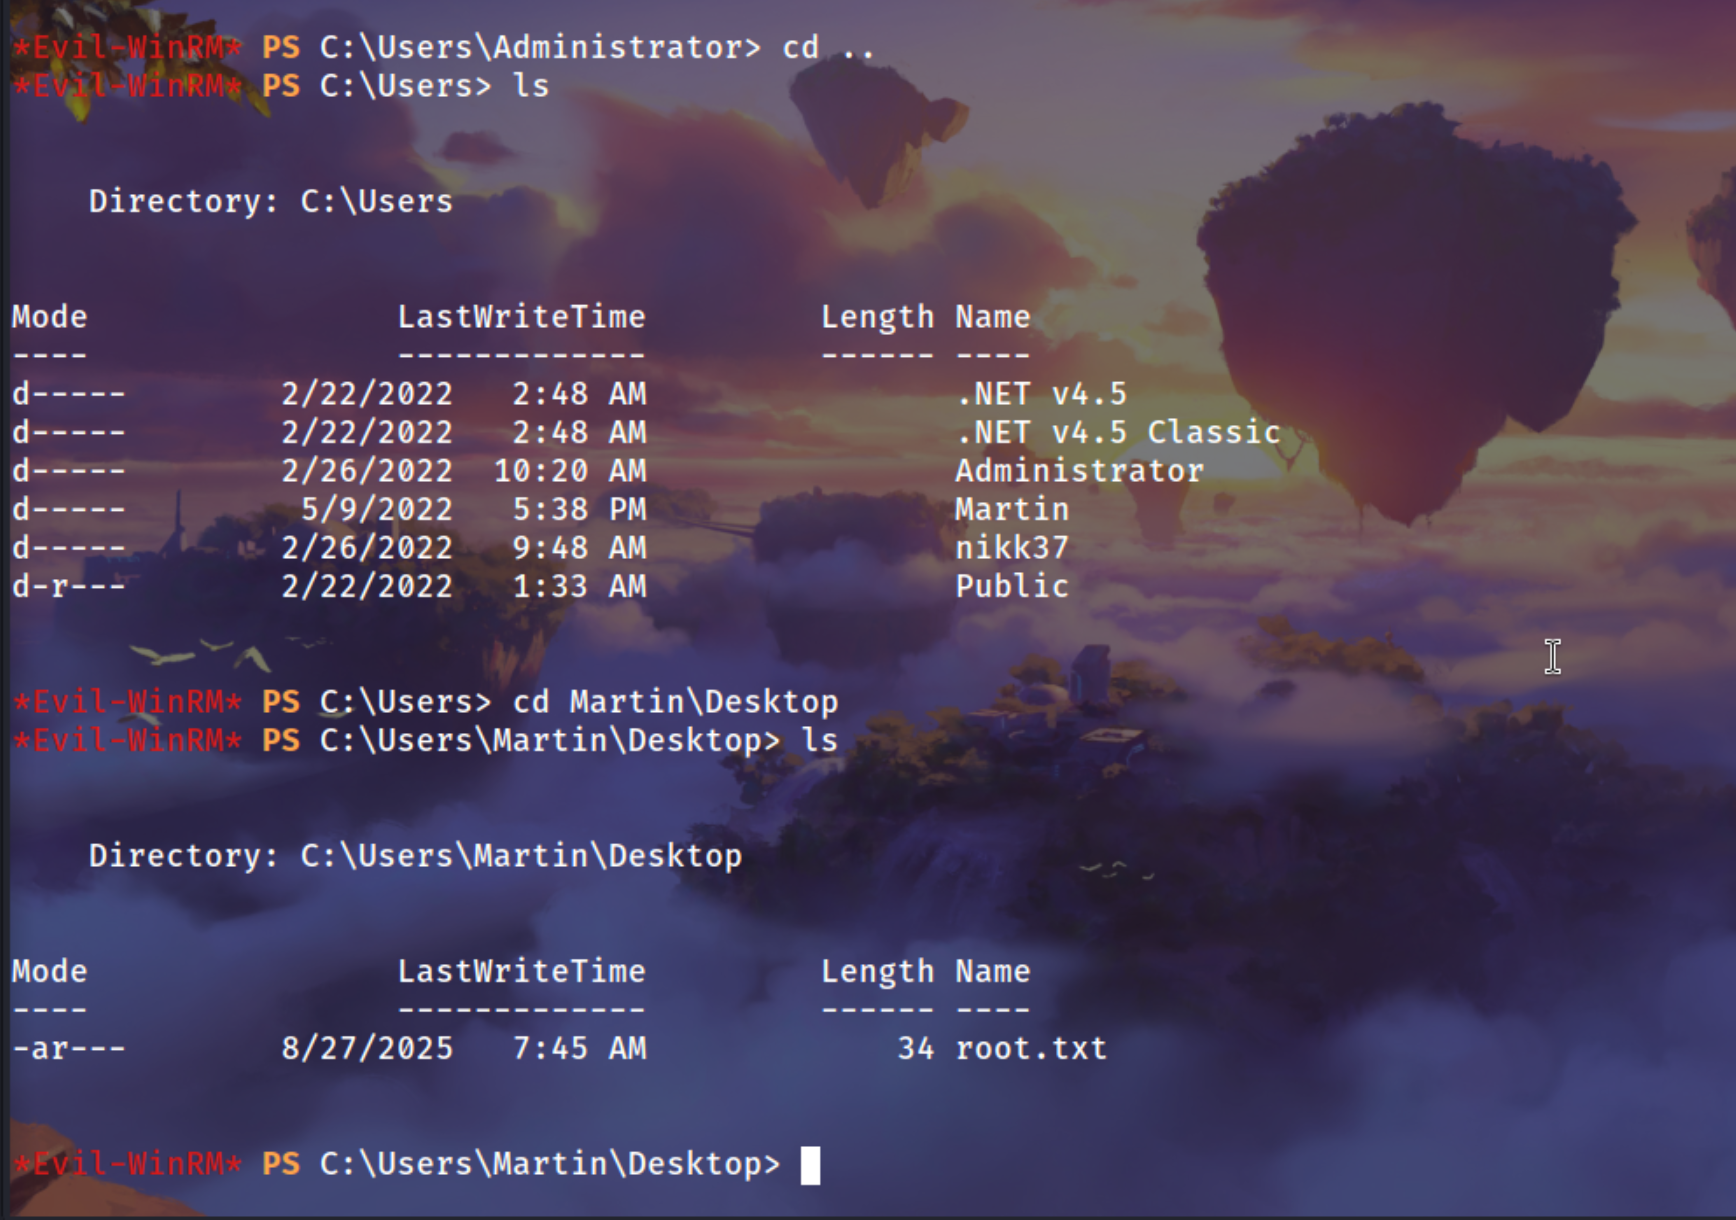 *Evil-WinRM* PS C:\Users\Administrator> cd ..
*Evil-WinRM* PS C:\Users> ls
Directory: C:\Users
Mode LastWriteTime Length Name
---- ------------- ------ ----
d----- 2/22/2022 2:48 AM .NET v4.5
d----- 2/22/2022 2:48 AM .NET v4.5 Classic
d----- 2/26/2022 10:20 AM Administrator
d----- 5/9/2022 5:38 PM Martin
d----- 2/26/2022 9:48 AM nikk37
d-r--- 2/22/2022 1:33 AM Public
*Evil-WinRM* PS C:\Users> cd Martin\Desktop
*Evil-WinRM* PS C:\Users\Martin\Desktop> ls
Directory: C:\Users\Martin\Desktop
Mode LastWriteTime Length Name
---- ------------- ------ ----
-ar--- 8/27/2025 7:45 AM 34 root.txt
*Evil-WinRM* PS C:\Users\Martin\Desktop>